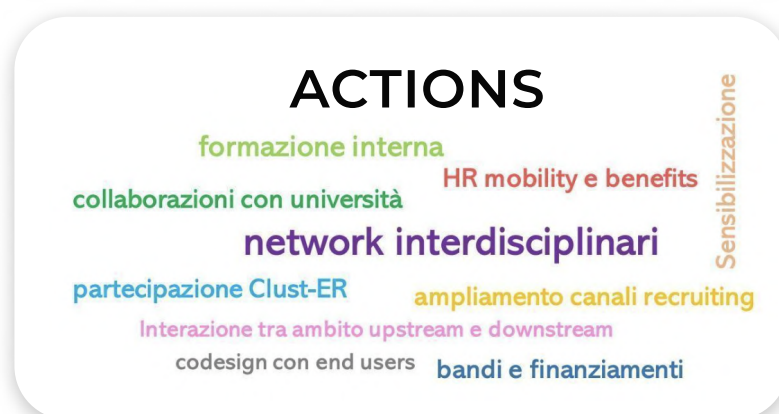 ACTIONS
Sensibilizzazione
formazione interna
HR mobility e benefits
collaborazioni con università
network interdisciplinari
partecipazione Clust-ER
ampliamento canali recruiting
Interazione tra ambito upstream e downstream
codesign con end users
bandi e finanziamenti